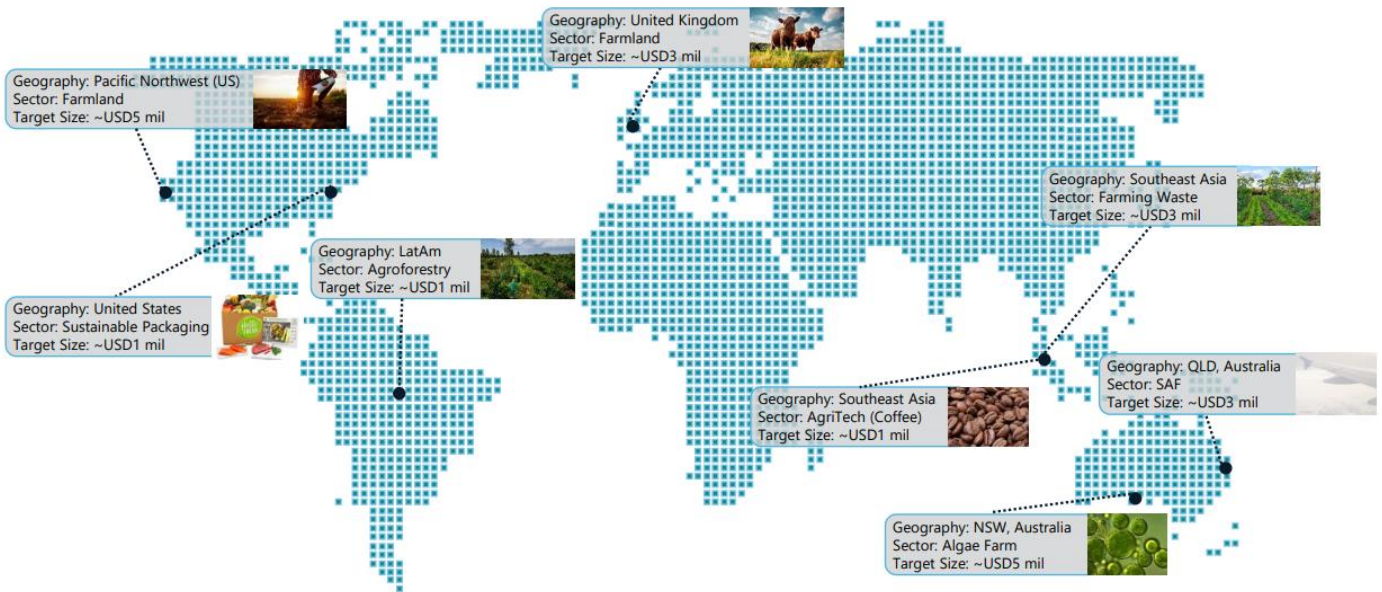 Geography: United Kingdom
Sector: Farmland
Target Size: ~USD3 mil
Geography: Pacific Northwest (US)
Sector: Farmland
Target Size: ~USD5 mil
Geography: Southeast Asia
Sector: Farming Waste
Target Size: ~USD3 mil
Geography: LatAm
Sector: Agroforestry
Target Size: ~USD1 mil
Geography: United States
Sector: Sustainable Packaging
Target Size: ~USD1 mil
Geography: QLD, Australia
Sector: SAF
Target Size: ~USD3 mil
Geography: Southeast Asia
Sector: AgriTech (Coffee)
Target Size: ~USD1 mil
Geography: NSW, Australia
Sector: Algae Farm
Target Size: ~USD5 mil